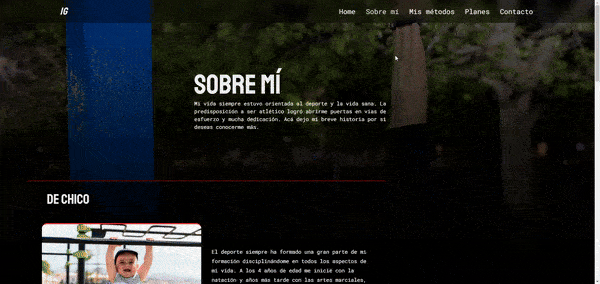 IG
Home Sobre mí Mis métodos Planes Contacto
SOBRE MÍ
Mi vida siempre estuvo orientada al deporte y la vida sana. La
predisposición a ser atlético logró abrirme puertas en vías de
esfuerzo y mucha dedicación. Acá dejo mi breve historia por si
deseas conocerme más.
DE CHICO
El deporte siempre ha formado una gran parte de mi
formación disciplinándome en todos los aspectos de
mi vida. A los 4 años de edad me inicie con la
natación y años más tarde con las artes marciales,